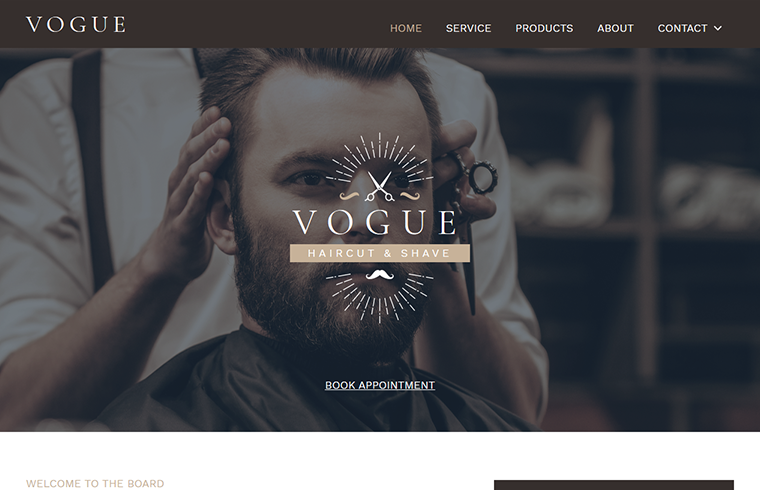 VOGUE
HOME SERVICE PRODUCTS ABOUT CONTACT
VOGUE
HAIRCUT & SHAVE
BOOK APPOINTMENT
WELCOME TO THE BOARD